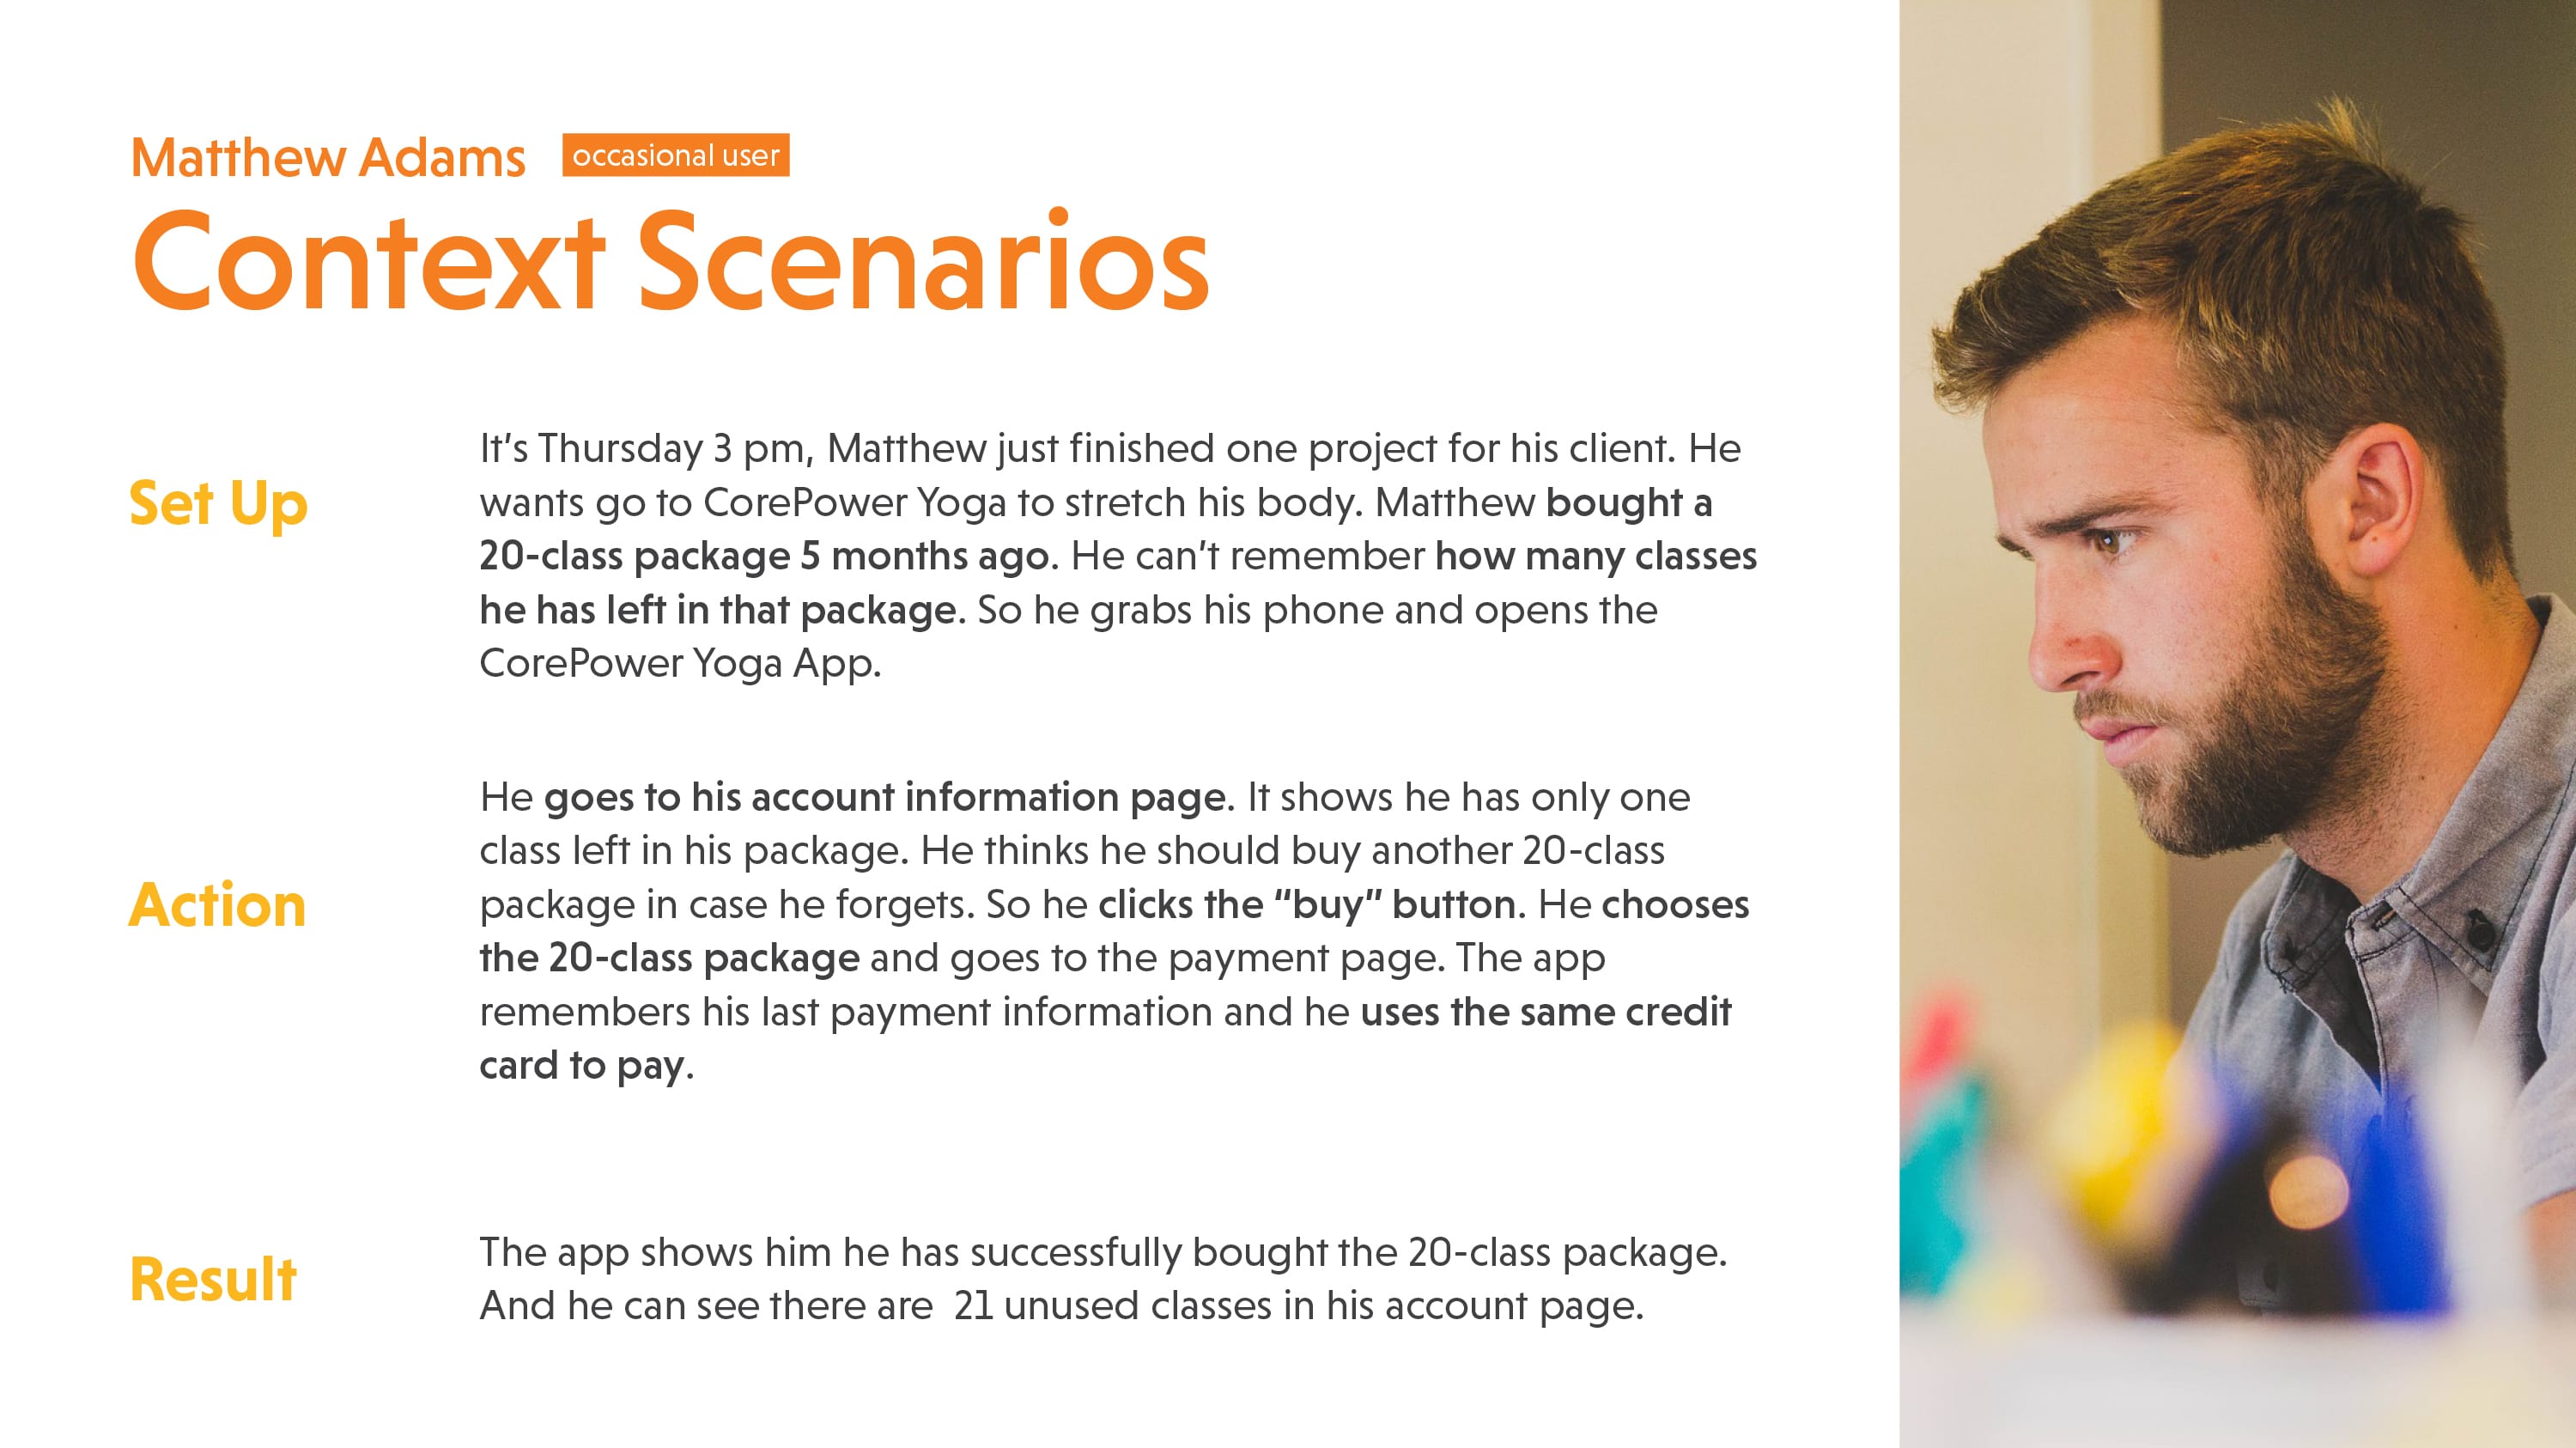 Matthew Adams occasional user
Context Scenarios
Set Up
It’s Thursday 3 pm, Matthew just finished one project for his client. He
wants go to CorePower Yoga to stretch his body. Matthew bought a
20-class package 5 months ago. He can’t remember how many classes
he has left in that package. So he grabs his phone and opens the
CorePower Yoga App.
Action
He goes to his account information page. It shows he has only one
class left in his package. He thinks he should buy another 20-class
package in case he forgets. So he clicks the “buy” button. He chooses
the 20-class package and goes to the payment page. The app
remembers his last payment information and he uses the same credit
card to pay.
Result
The app shows him he has successfully bought the 20-class package.
And he can see there are  21 unused classes in his account page.